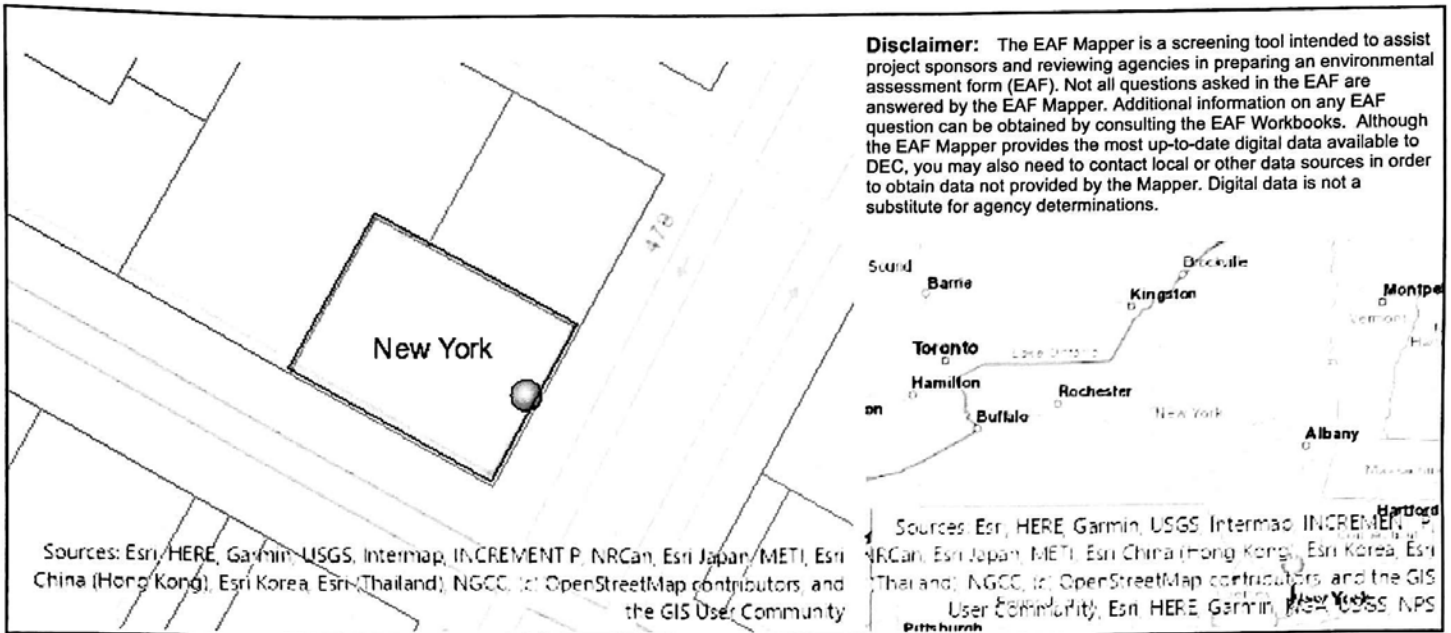 Disclaimer: The EAF Mapper is a screening tool intended to assist
project sponsors and reviewing agencies in preparing an environmental
assessment form (EAF). Not all questions asked in the EAF are
answered by the EAF Mapper. Additional information on any EAF
question can be obtained by consulting the EAF Workbooks. Although
the EAF Mapper provides the most up-to-date digital data available to
DEC, you may also need to contact local or other data sources in order
to obtain data not provided by the Mapper. Digital data is not a
substitute for agency determinations.
478
New York
Sources: Esri, HERE, Garmin, USGS, Intermap, INCREMENT P, NRCan, Esri Japan, METI, Esri
China (Hong Kong), Esri Korea, Esri (Thailand), NGCC, (c) OpenStreetMap contributors, and
the GIS User Community
Sound
Barrie
Brockville
Kingston
Montpe
Vermont
Toronto
Lake Ontario
Hamilton
Rochester
on
Buffalo
New York
Albany
Hartford
Sources: Esri, HERE, Garmin, USGS, Intermap, INCREMENT P,
NRCan, Esri Japan, METI, Esri China (Hong Kong), Esri Korea, Esri
(Thailand), NGCC, (c) OpenStreetMap contributors, and the GIS
User Community, Esri, HERE, Garmin, USGS, NPS
New York
Pittsburgh